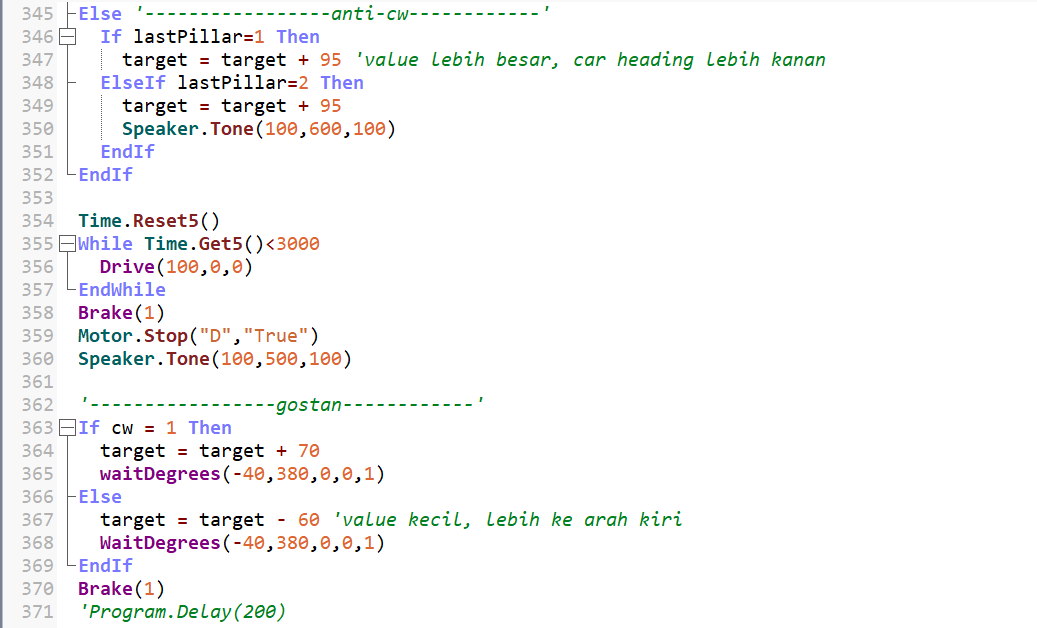 345 Else '-----------------anti-cw------------'
346 If lastPillar=1 Then
347 target = target + 95 'value lebih besar, car heading lebih kanan
348 ElseIf lastPillar=2 Then
349 target = target + 95
350 Speaker.Tone(100,600,100)
351 EndIf
352 EndIf
353
354 Time.Reset5()
355 While Time.Get5()<3000
356 Drive(100,0,0)
357 EndWhile
358 Brake(1)
359 Motor.Stop("D","True")
360 Speaker.Tone(100,500,100)
361
362 '-----------------gostan------------'
363 If cw = 1 Then
364 target = target + 70
365 waitDegrees(-40,380,0,0,1)
366 Else
367 target = target - 60 'value kecil, lebih ke arah kiri
368 WaitDegrees(-40,380,0,0,1)
369 EndIf
370 Brake(1)
371 'Program.Delay(200)